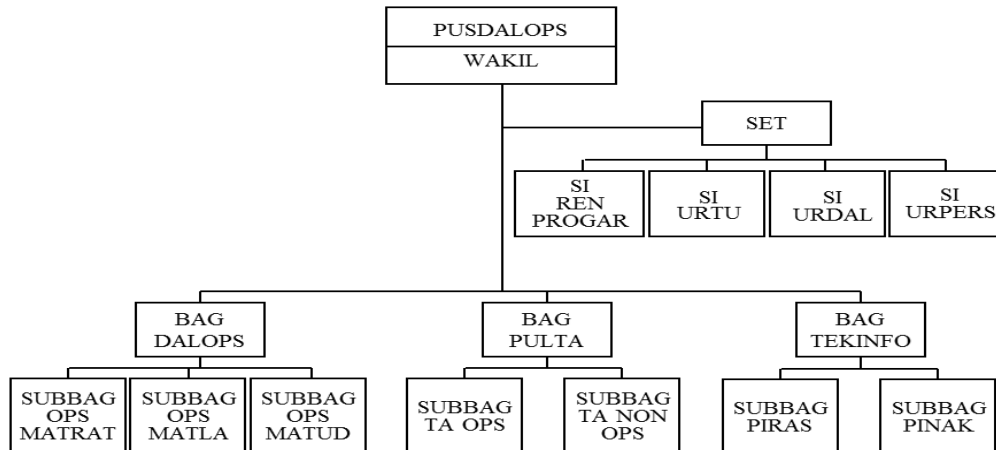 PUSDALOPS
WAKIL
SET
SI
REN
PROGAR
SI
URTU
SI
URDAL
SI
URPERS
BAG
DALOPS
BAG
PULTA
BAG
TEKINFO
SUBBAG
OPS
MATRAT
SUBBAG
OPS
MATLA
SUBBAG
OPS
MATUD
SUBBAG
TA OPS
SUBBAG
TA NON
OPS
SUBBAG
PIRAS
SUBBAG
PINAK